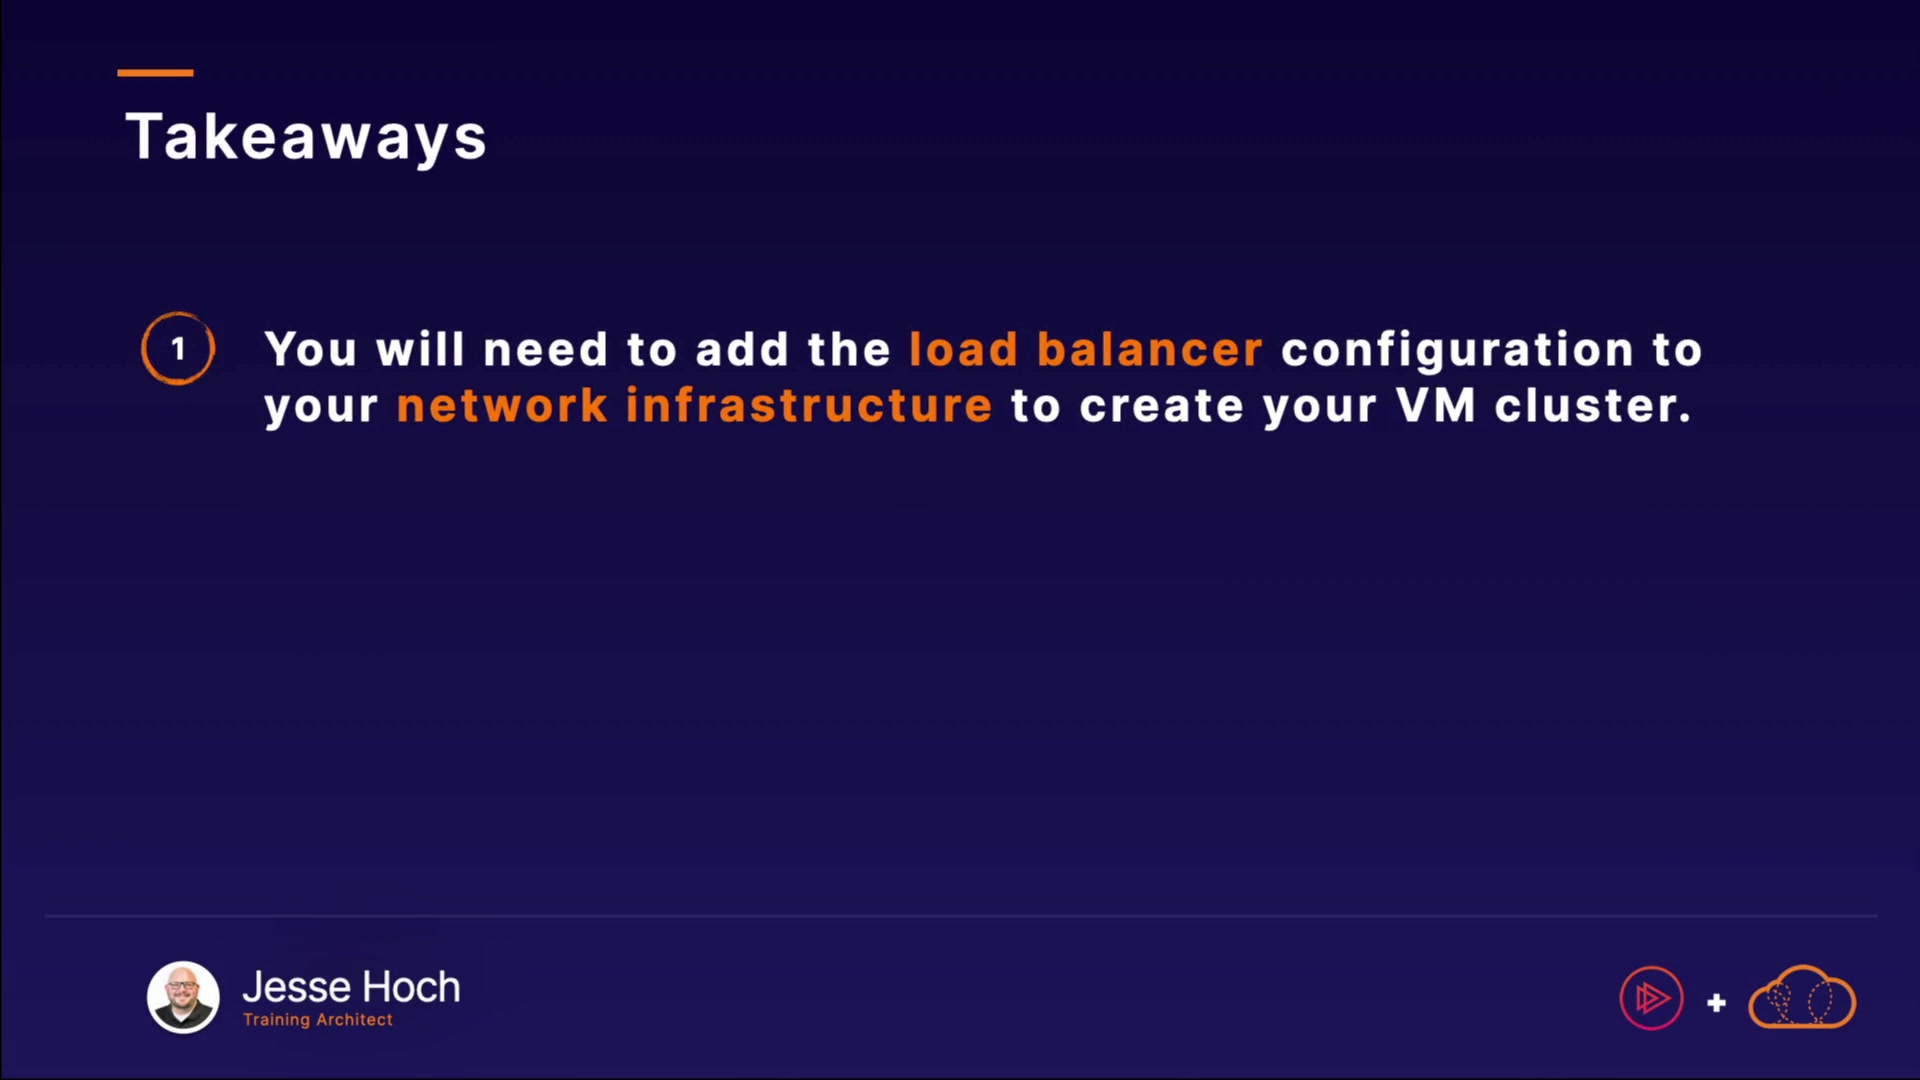 Takeaways
1
You will need to add the load balancer configuration to
your network infrastructure to create your VM cluster.
Jesse Hoch
Training Architect
+